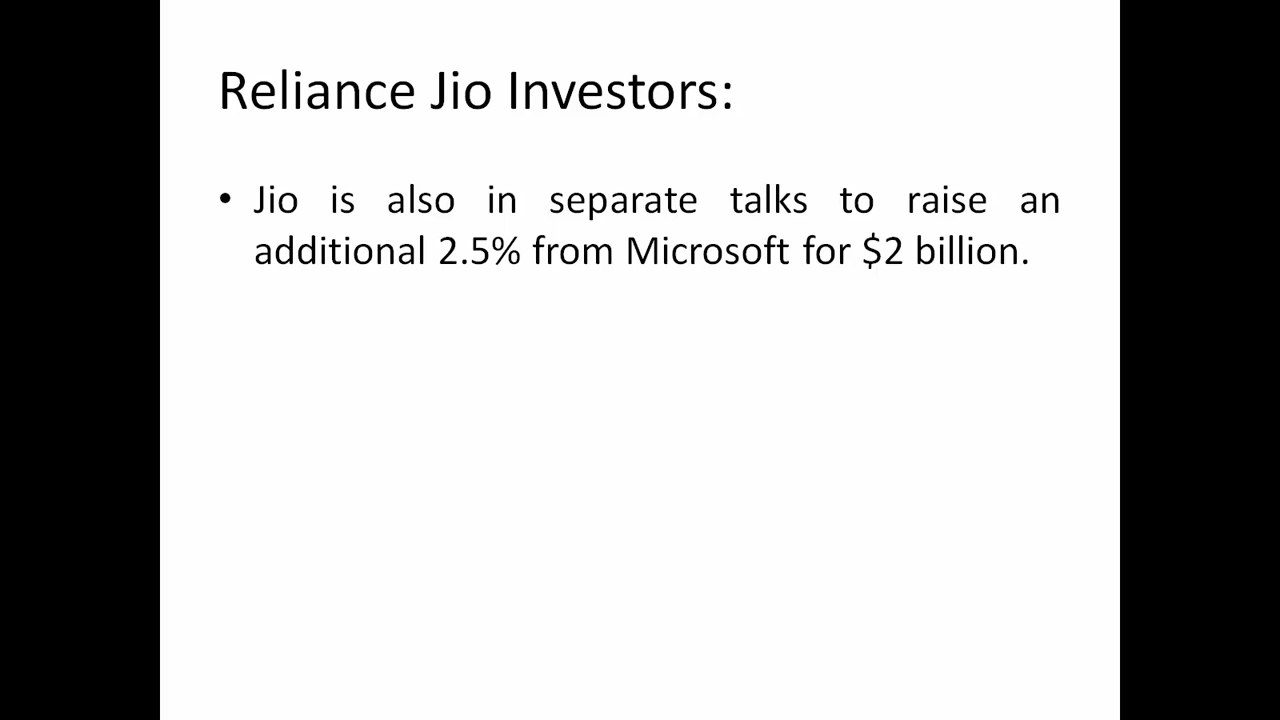 Reliance Jio Investors:
• Jio is also in separate talks to raise an
additional 2.5% from Microsoft for $2 billion.